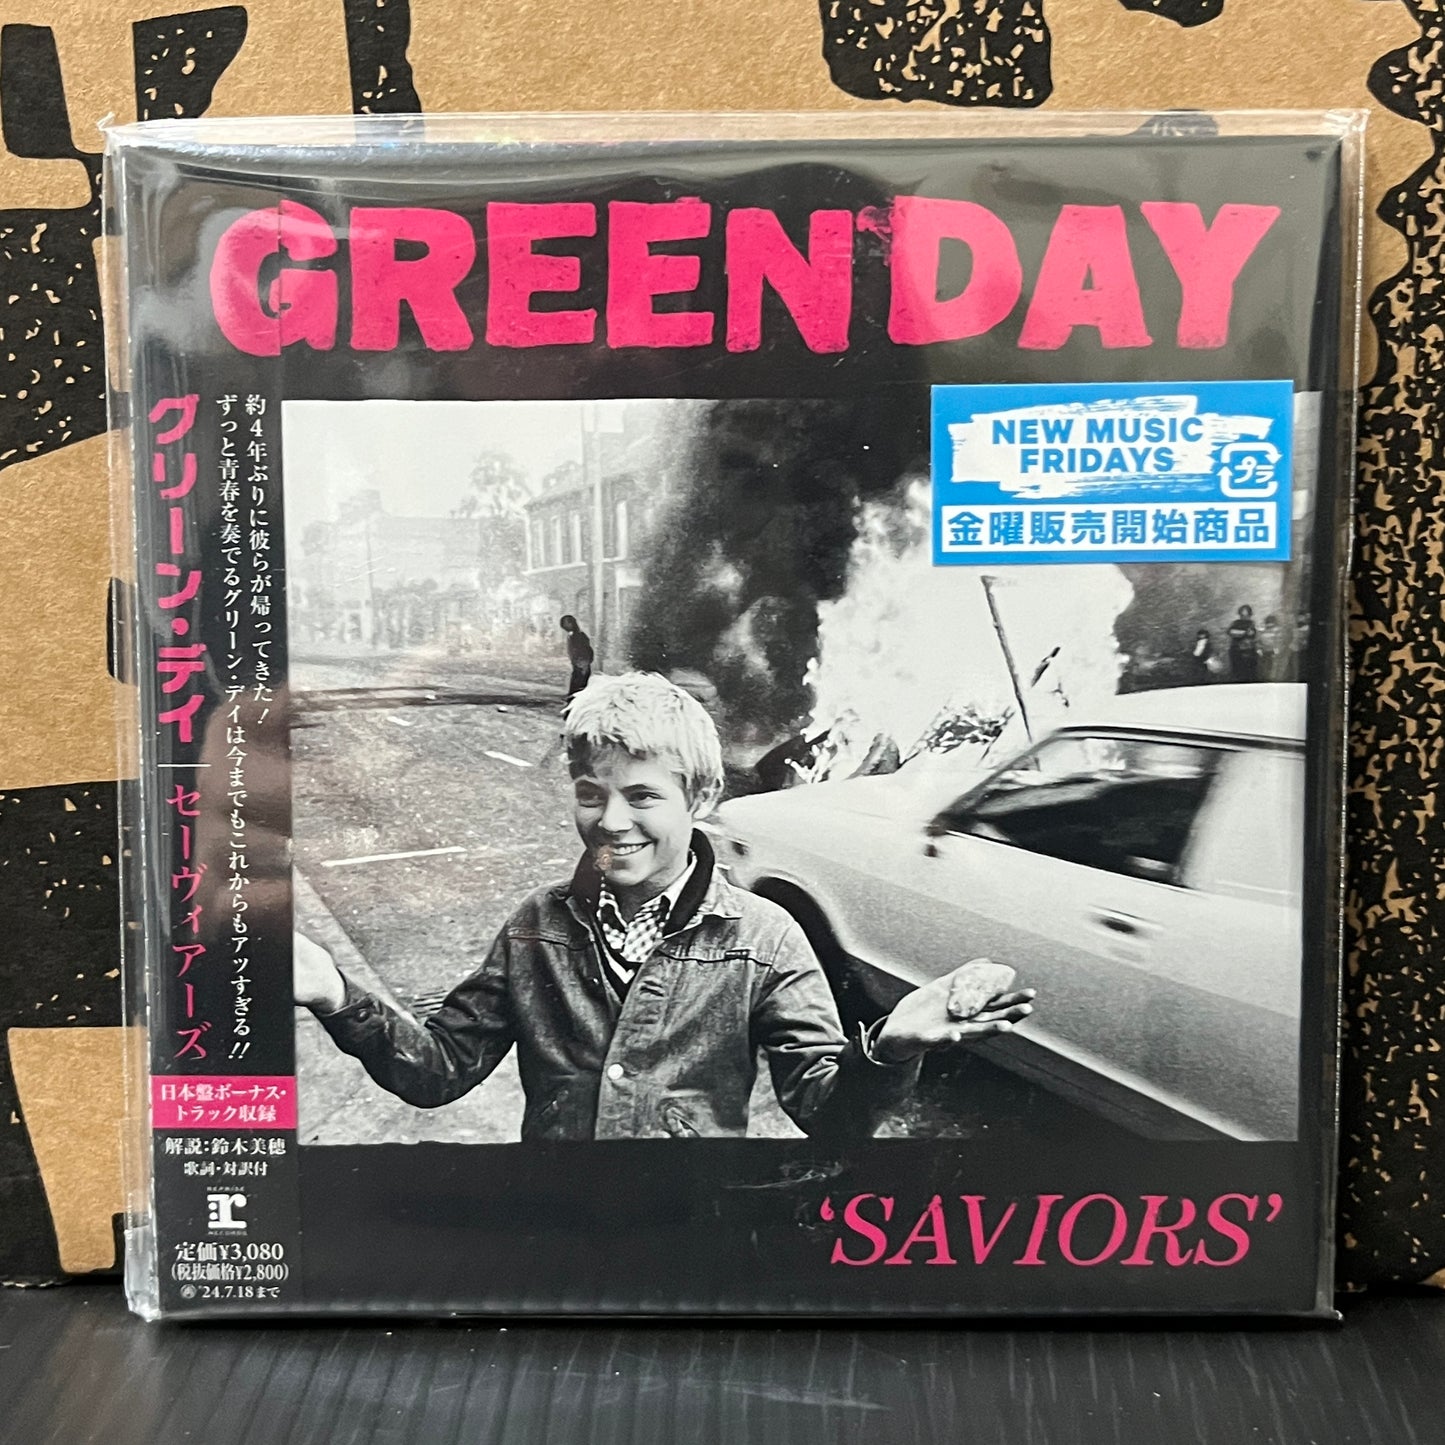 GREEN DAY
NEW MUSIC
FRIDAYS
プラ
金曜販売開始商品
約4年ぶりに彼らが帰ってきた!
ずっと青春を奏でるグリーン・デイは今までもこれからもアツすぎる!!
グリーン・デイ|セーヴィアーズ
日本盤ボーナス・
トラック収録
解説:鈴木美穂
歌詞・対訳付
r
定価¥3,080
(税抜価格¥2,800)
'24.7.18まで
‘SAVIORS’